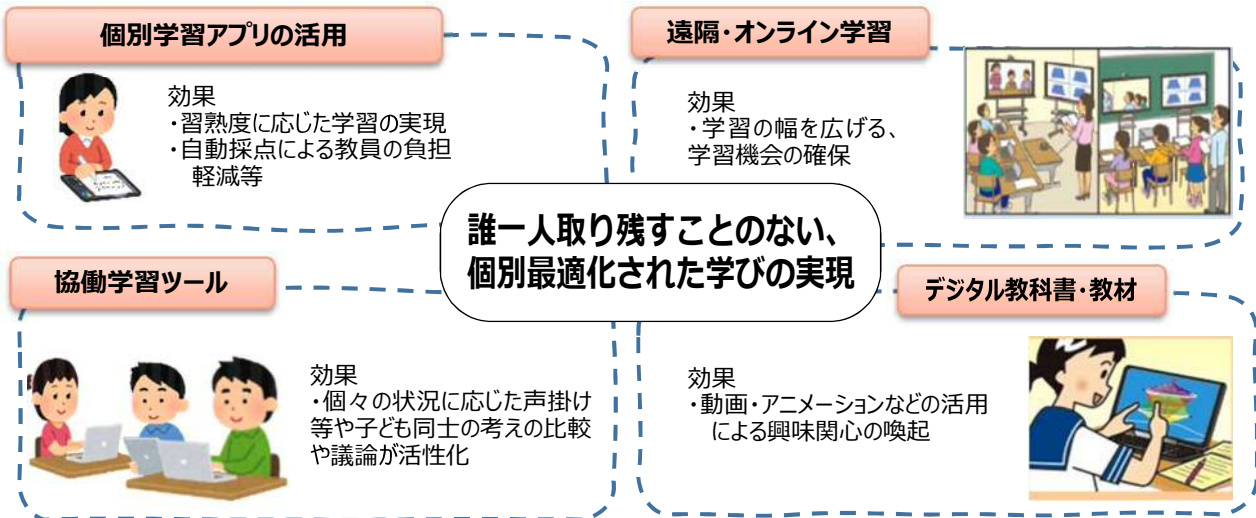 個別学習アプリの活用
効果
・習熟度に応じた学習の実現
・自動採点による教員の負担
軽減等
遠隔・オンライン学習
効果
・学習の幅を広げる、
学習機会の確保
誰一人取り残すことのない、
個別最適化された学びの実現
協働学習ツール
効果
・個々の状況に応じた声掛け
等や子ども同士の考えの比較
や議論が活性化
デジタル教科書・教材
効果
・動画・アニメーションなどの活用
による興味関心の喚起